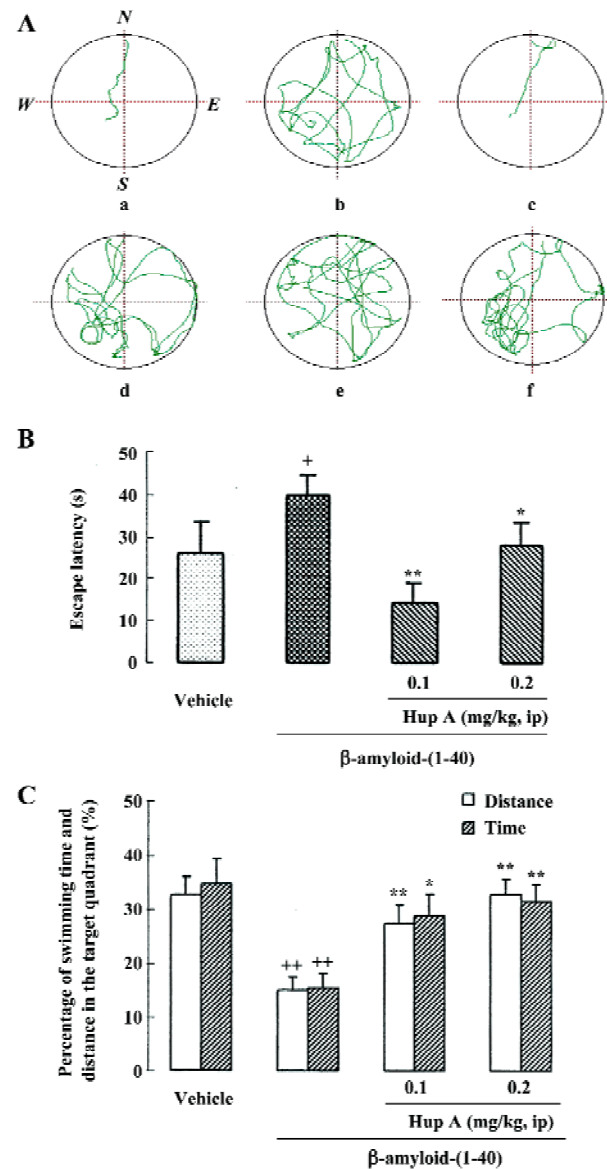 A
N
W
E
S
a
b
c
d
e
f
B
Escape latency (s)
50
40
30
20
10
0
+
**
*
Vehicle
0.1
0.2
Hup A (mg/kg, ip)
β-amyloid-(1-40)
C
Percentage of swimming time and
distance in the target quadrant (%)
50
40
30
20
10
0
Distance
Time
++
++
**
*
**
**
Vehicle
0.1
0.2
Hup A (mg/kg, ip)
β-amyloid-(1-40)